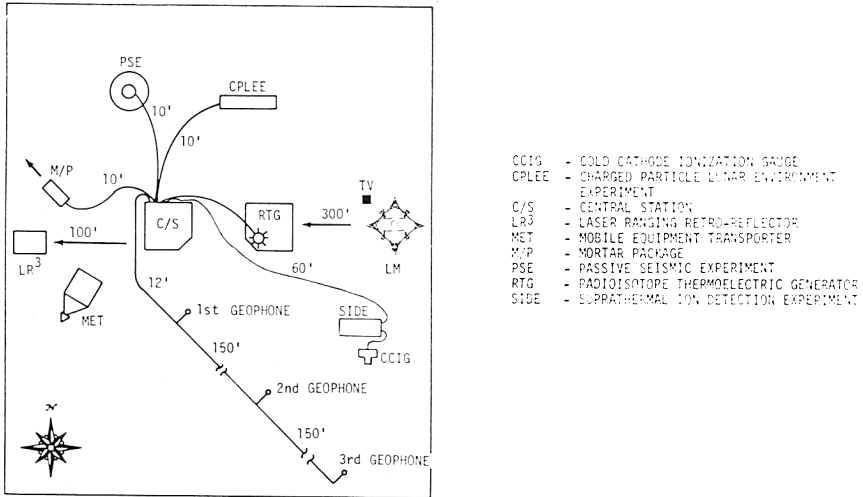 PSE
CPLEE
10'
10'
M/P
10'
TV
C/S
RTG
300'
LM
100'
LR3
60'
12'
MET
1st GEOPHONE
SIDE
150'
CCIG
2nd GEOPHONE
150'
3rd GEOPHONE
N
CCIG - COLD CATHODE IONIZATION GAUGE
CPLEE - CHARGED PARTICLE LUNAR ENVIRONMENT
EXPERIMENT
C/S - CENTRAL STATION
LR3 - LASER RANGING RETRO-REFLECTOR
MET - MOBILE EQUIPMENT TRANSPORTER
M/P - MORTAR PACKAGE
PSE - PASSIVE SEISMIC EXPERIMENT
RTG - RADIOISOTOPE THERMOELECTRIC GENERATOR
SIDE - SUPRATHERMAL ION DETECTION EXPERIMENT